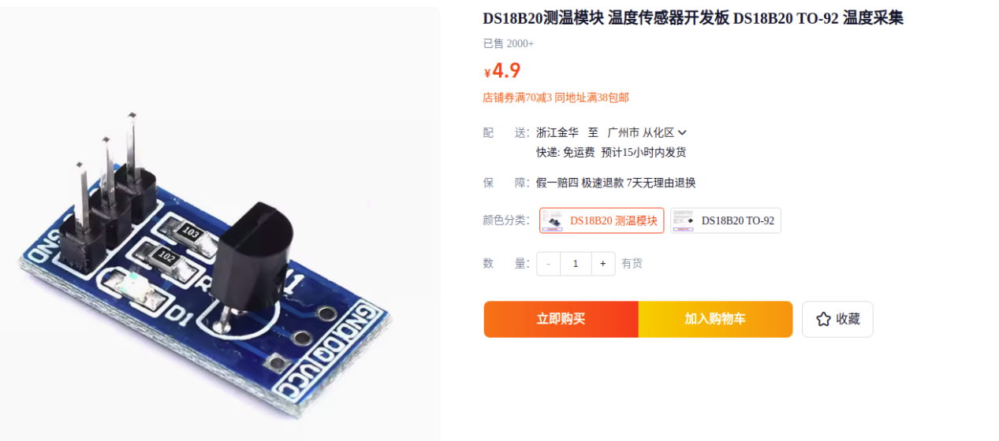 DS18B20测温模块 温度传感器开发板 DS18B20 TO-92 温度采集
已售 2000+
¥4.9
店铺券满70减3 同地址满38包邮
配 送: 浙江金华 至 广州市 从化区
快递: 免运费 预计15小时内发货
保 障: 假一赔四 极速退款 7天无理由退换
颜色分类: DS18B20 测温模块 DS18B20 TO-92
数 量: - 1 + 有货
立即购买 加入购物车 收藏
GND
103
102
D1
GND DQ VCC